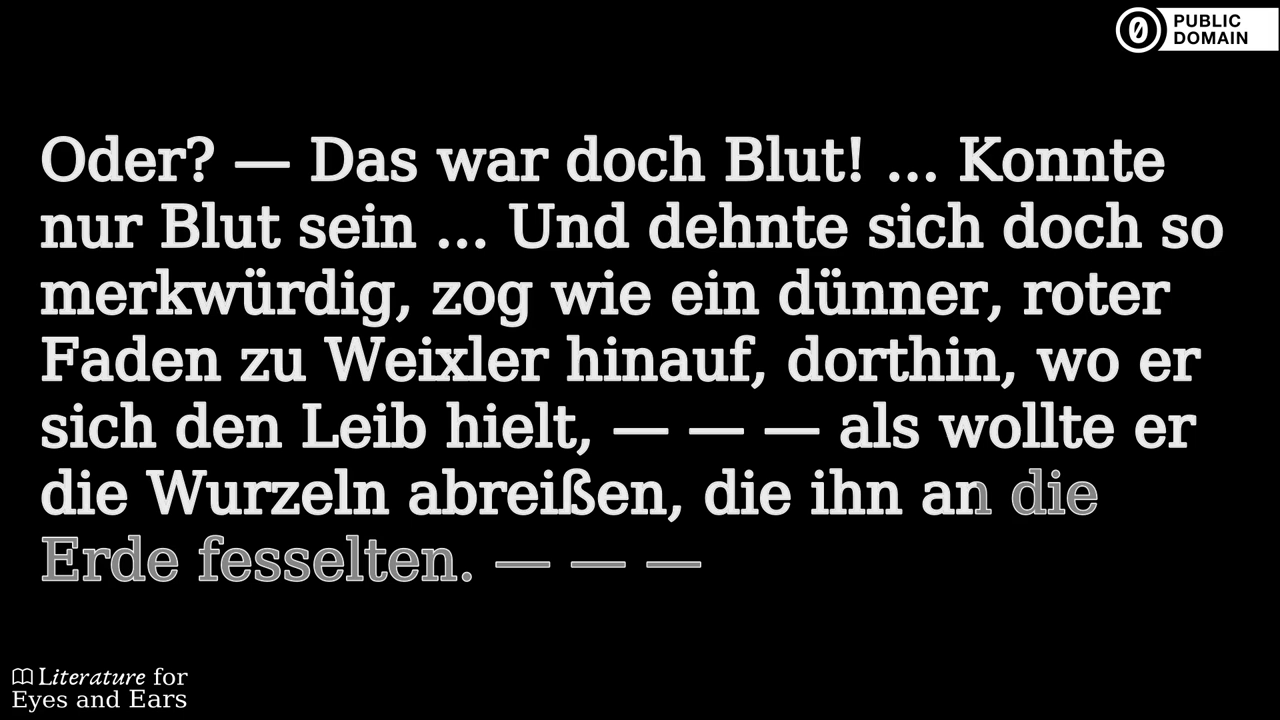 PUBLIC
DOMAIN
Oder? — Das war doch Blut! ... Konnte
nur Blut sein ... Und dehnte sich doch so
merkwürdig, zog wie ein dünner, roter
Faden zu Weixler hinauf, dorthin, wo er
sich den Leib hielt, — — — als wollte er
die Wurzeln abreißen, die ihn an die
Erde fesselten. — — —
Literature for
Eyes and Ears